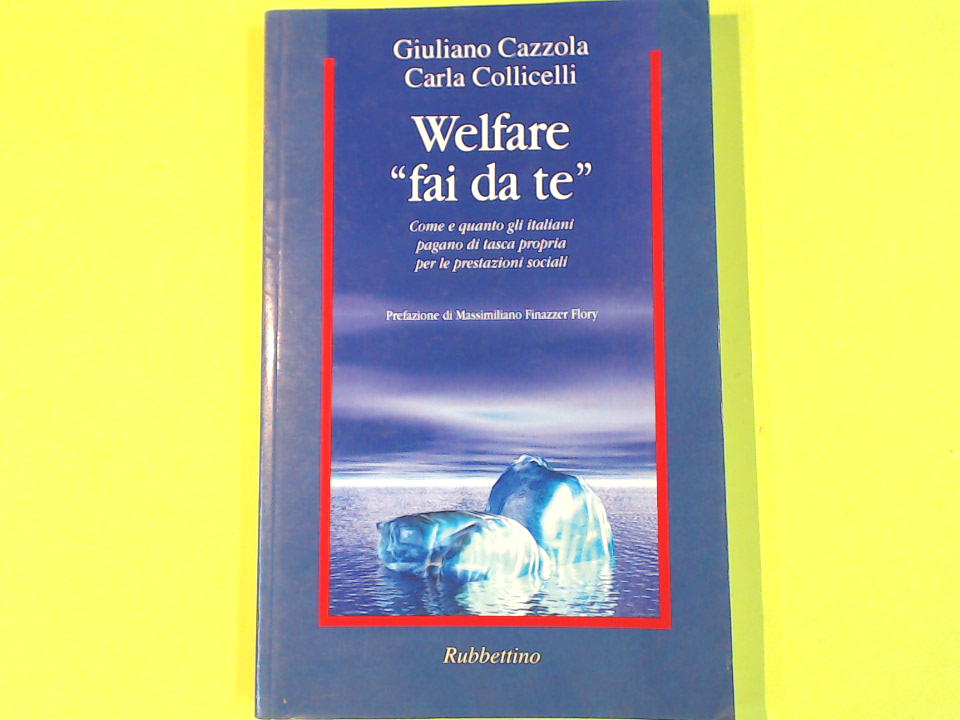 Giuliano Cazzola
Carla Collicelli
Welfare
“fai da te”
Come e quanto gli italiani
pagano di tasca propria
per le prestazioni sociali
Prefazione di Massimiliano Finazzer Flory
Rubbettino